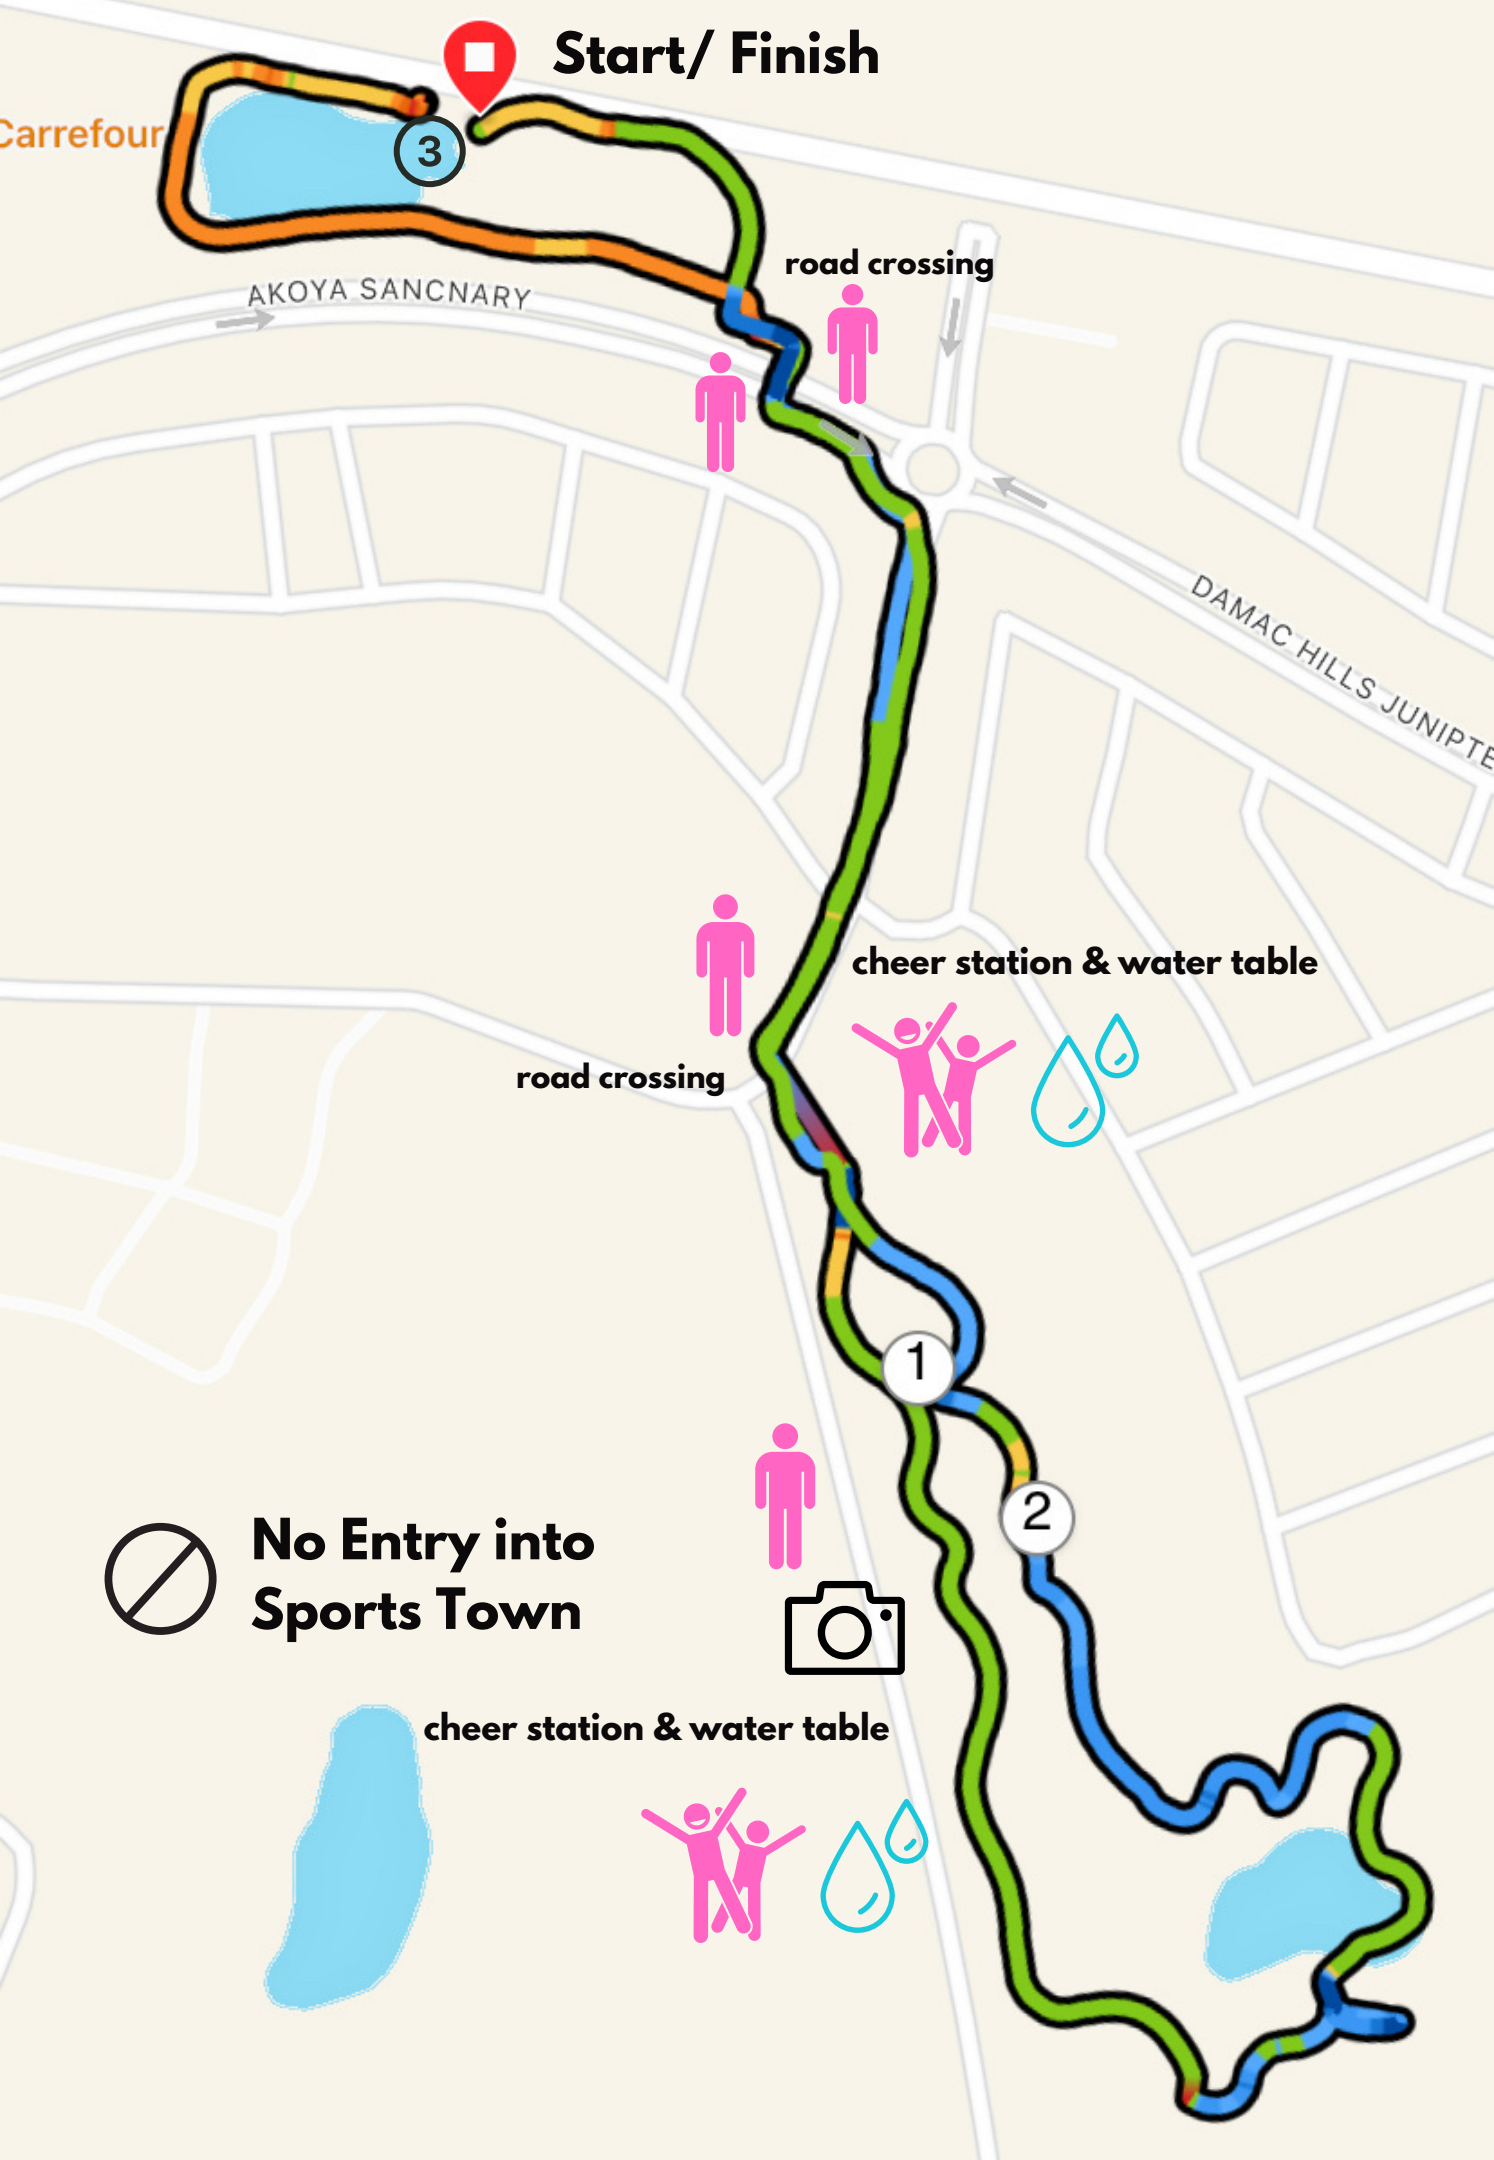 Start/ Finish
Carrefour
3
road crossing
AKOYA SANCNARY
DAMAC HILLS JUNIPTE
cheer station & water table
road crossing
1
2
No Entry into
Sports Town
cheer station & water table